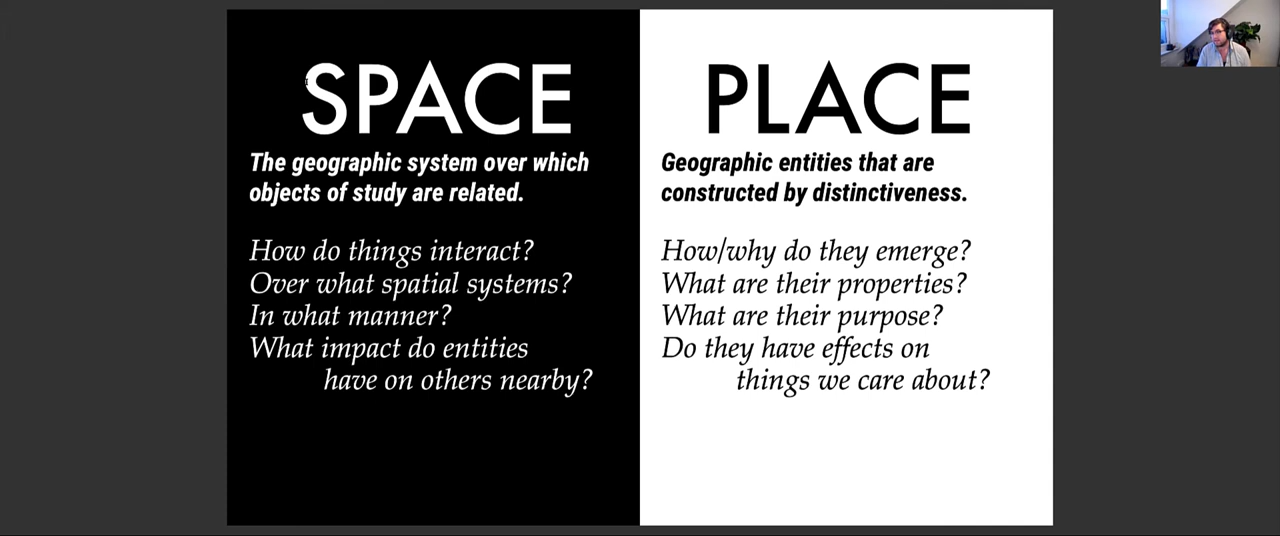 SPACE
The geographic system over which
objects of study are related.
How do things interact?
Over what spatial systems?
In what manner?
What impact do entities
have on others nearby?
PLACE
Geographic entities that are
constructed by distinctiveness.
How/why do they emerge?
What are their properties?
What are their purpose?
Do they have effects on
things we care about?